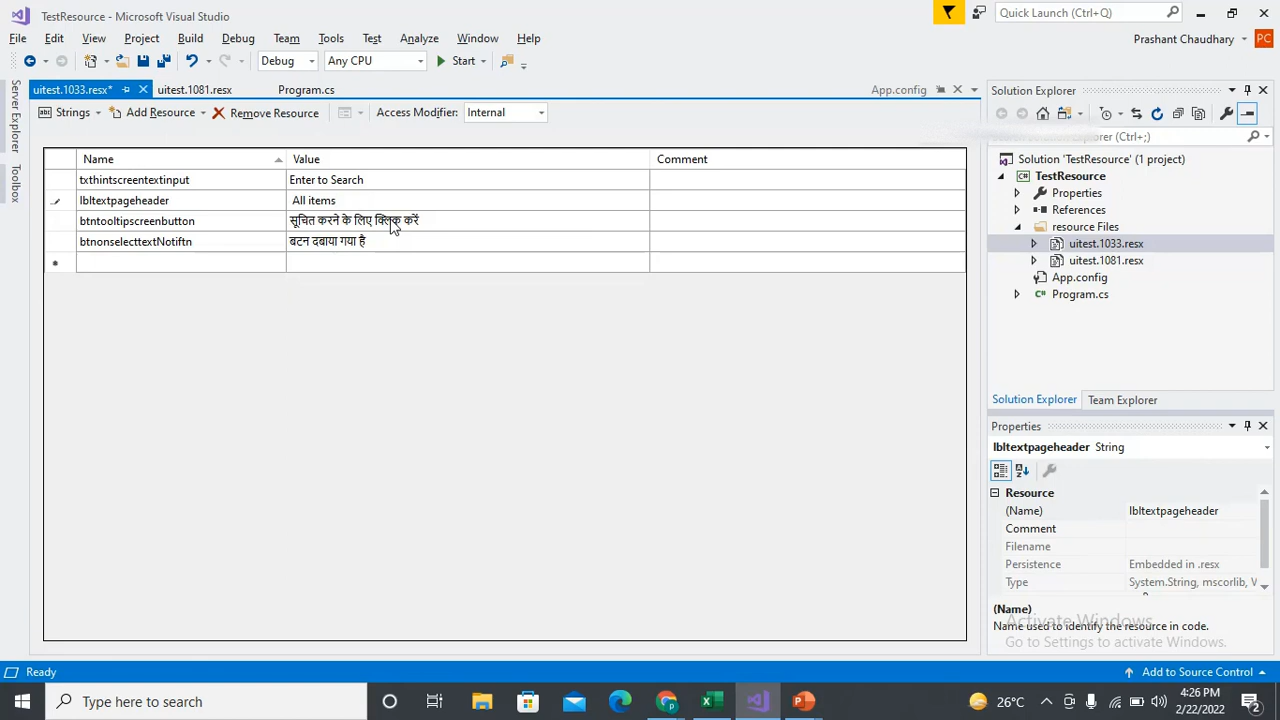 TestResource - Microsoft Visual Studio
Quick Launch (Ctrl+Q)
File Edit View Project Build Debug Team Tools Test Analyze Window Help
Prashant Chaudhary PC
Debug Any CPU Start
Server Explorer
Toolbox
uitest.1033.resx* uitest.1081.resx Program.cs App.config
Strings Add Resource Remove Resource Access Modifier: Internal
Name Value Comment
txthintscreentextinput Enter to Search
lbltextpageheader All items
btntooltipscreenbutton सूचित करने के लिए क्लिक करें
btnonselecttextNotiftn बटन दबाया गया है
Solution Explorer
Explorer (Ctrl+;)
Solution 'TestResource' (1 project)
TestResource
Properties
References
resource Files
uitest.1033.resx
uitest.1081.resx
App.config
Program.cs
Solution Explorer Team Explorer
Properties
lbltextpageheader String
Resource
(Name) lbltextpageheader
Comment
Filename
Persistence Embedded in .resx
Type System.String, mscorlib, V
(Name)
Name used to identify the resource in code.
Activate Windows
Go to Settings to activate Windows.
Ready
Add to Source Control
Type here to search
26°C
4:26 PM
2/22/2022
2